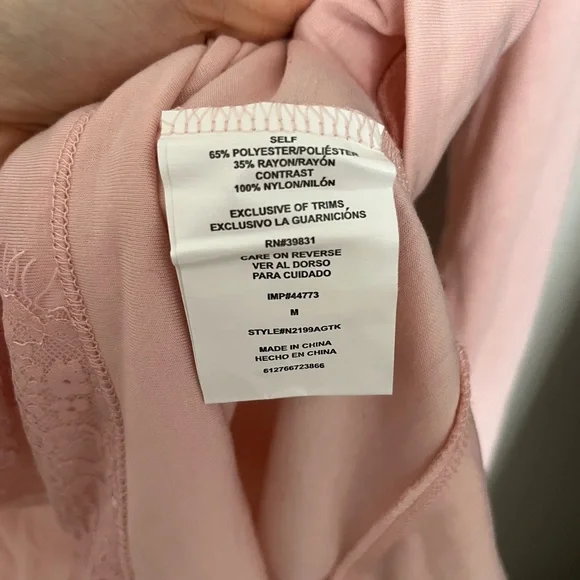 SELF
65% POLYESTER/POLIÉSTER
35% RAYON/RAYÓN
CONTRAST
100% NYLON/NILÓN
EXCLUSIVE OF TRIMS
EXCLUSIVO LA GUARNICIÓNS
RN#39831
CARE ON REVERSE
VER AL DORSO
PARA CUIDADO
IMP#44773
M
STYLE#N2199AGTK
MADE IN CHINA
HECHO EN CHINA
612766723866